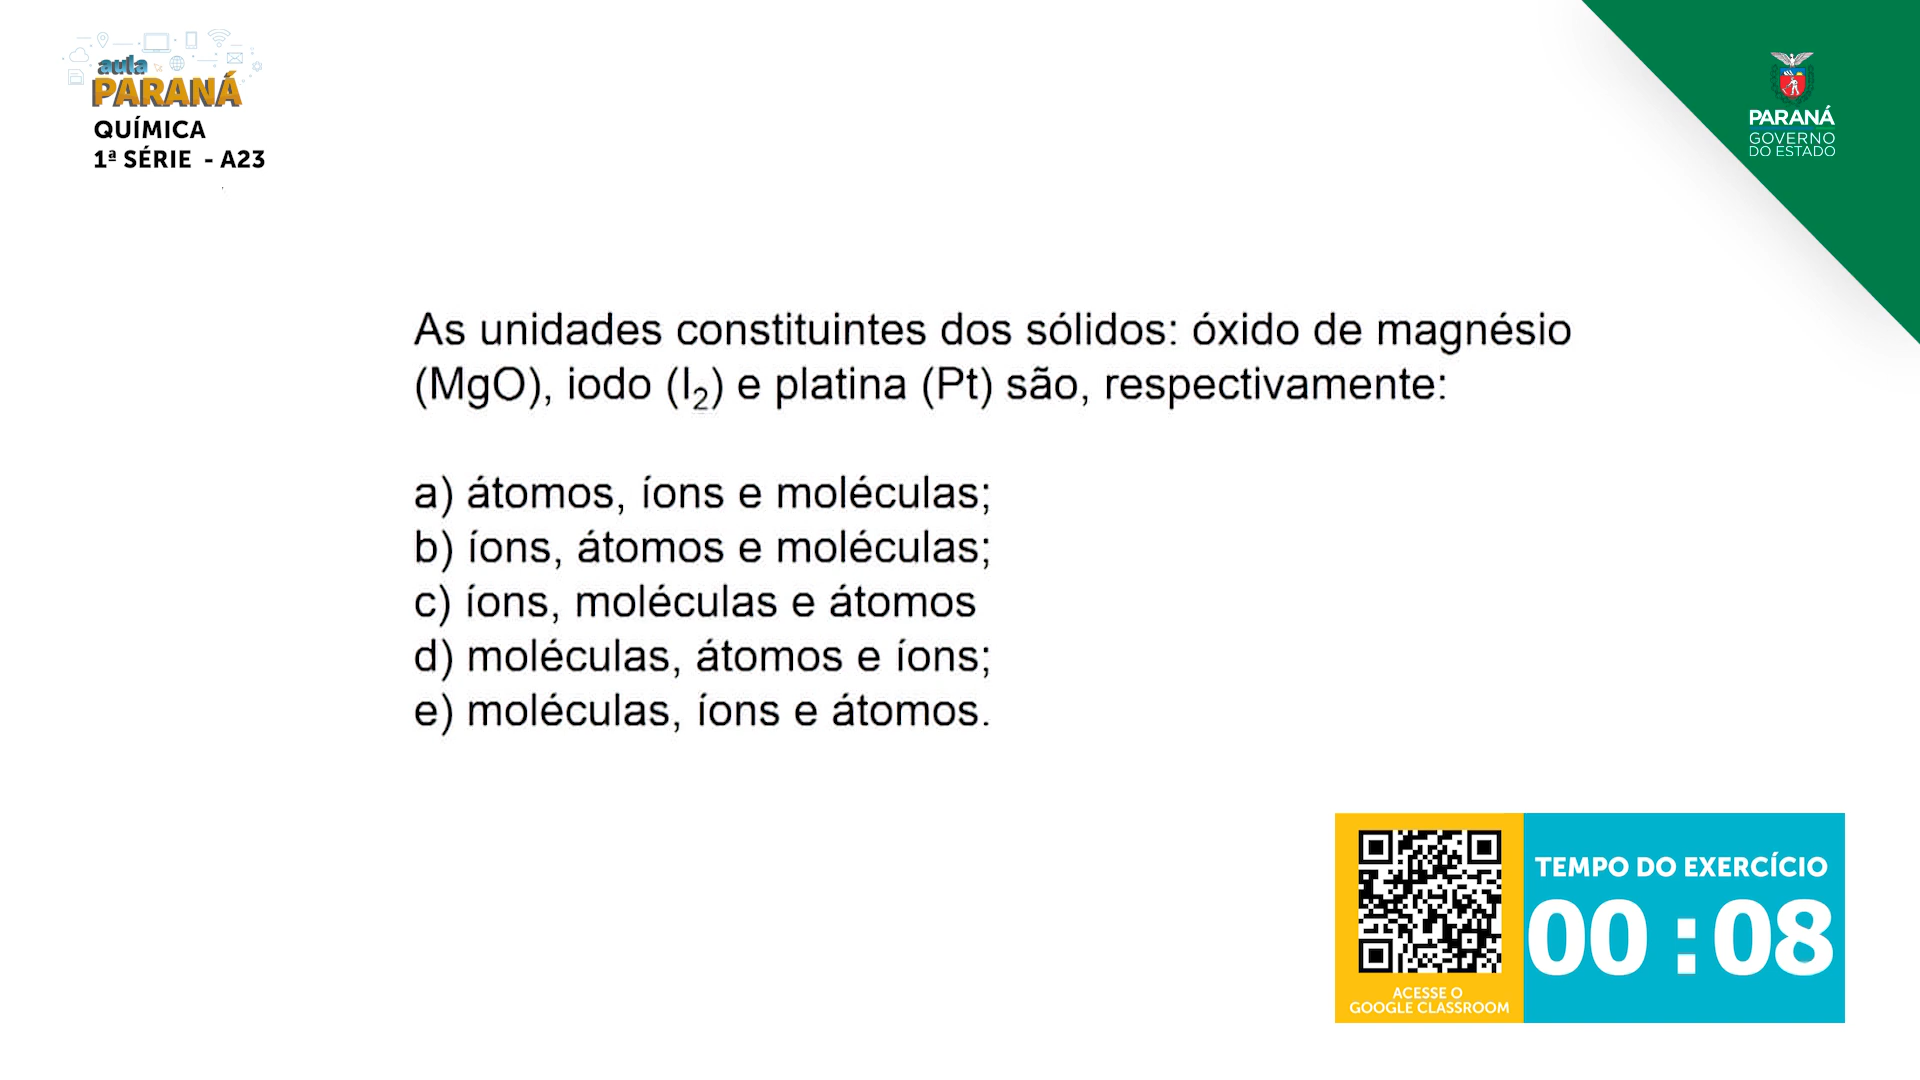 aula
PARANÁ
QUÍMICA
1ª SÉRIE - A23
PARANÁ
GOVERNO
DO ESTADO
As unidades constituintes dos sólidos: óxido de magnésio
(MgO), iodo (I₂) e platina (Pt) são, respectivamente:
a) átomos, íons e moléculas;
b) íons, átomos e moléculas;
c) íons, moléculas e átomos
d) moléculas, átomos e íons;
e) moléculas, íons e átomos.
TEMPO DO EXERCÍCIO
00 : 08
ACESSE O
GOOGLE CLASSROOM